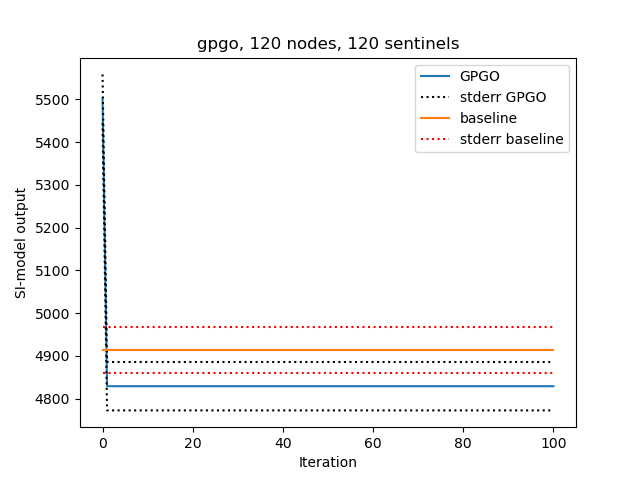 gpgo, 120 nodes, 120 sentinels
GPGO
stderr GPGO
baseline
stderr baseline
SI-model output
5500
5400
5300
5200
5100
5000
4900
4800
0 20 40 60 80 100
Iteration